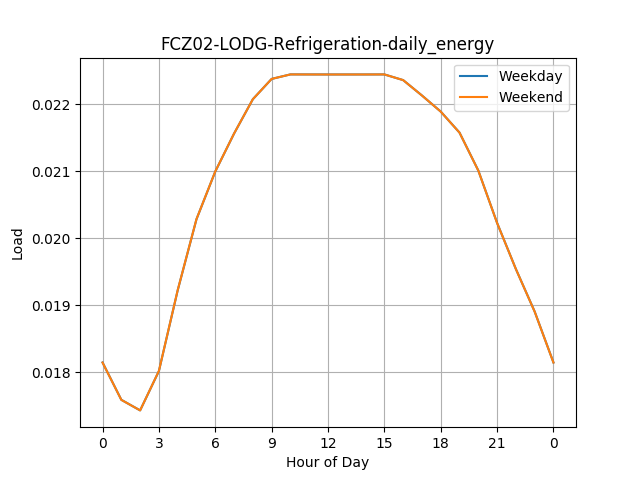 FCZ02-LODG-Refrigeration-daily_energy
Weekday
Weekend
0.022
0.021
0.020
0.019
0.018
Load
0 3 6 9 12 15 18 21 0
Hour of Day